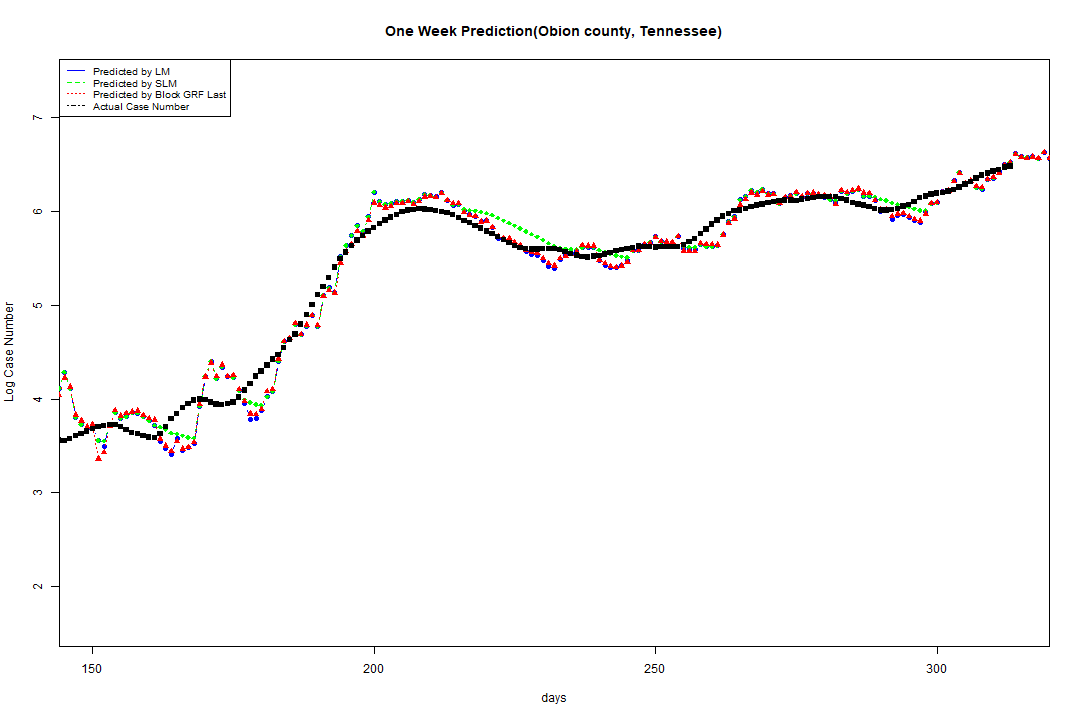 One Week Prediction(Obion county, Tennessee)
Predicted by LM
Predicted by SLM
Predicted by Block GRF Last
Actual Case Number
7
6
5
4
3
2
Log Case Number
150 200 250 300
days